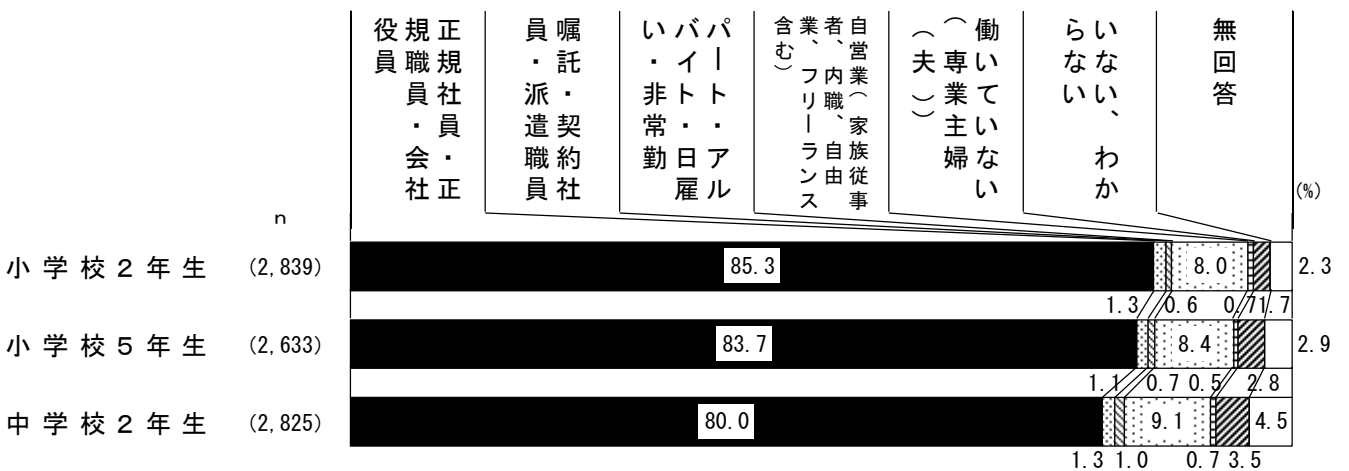 正規社員・正
規職員・会社
役員
嘱託・契約社
員・派遣職員
パート・アル
バイト・日雇
い・非常勤
自営業（家族従事
者、内職、自由
業、フリーランス
含む）
働いていない
（専業主婦
（夫））
いない、わか
らない
無回答
(%)
n
小学校２年生 (2,839) 85.3 8.0 2.3
1.3 0.6 0.7 1.7
小学校５年生 (2,633) 83.7 8.4 2.9
1.1 0.7 0.5 2.8
中学校２年生 (2,825) 80.0 9.1 4.5
1.3 1.0 0.7 3.5